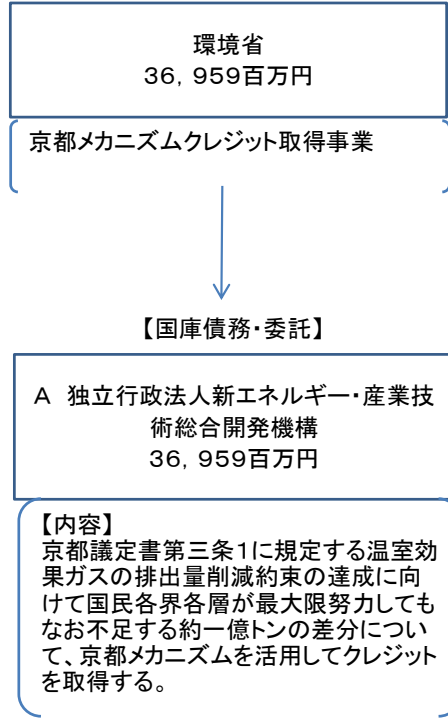 環境省
36，959百万円
京都メカニズムクレジット取得事業
【国庫債務・委託】
A　独立行政法人新エネルギー・産業技
術総合開発機構
36，959百万円
【内容】
京都議定書第三条1に規定する温室効
果ガスの排出量削減約束の達成に向
けて国民各界各層が最大限努力しても
なお不足する約一億トンの差分につい
て、京都メカニズムを活用してクレジット
を取得する。